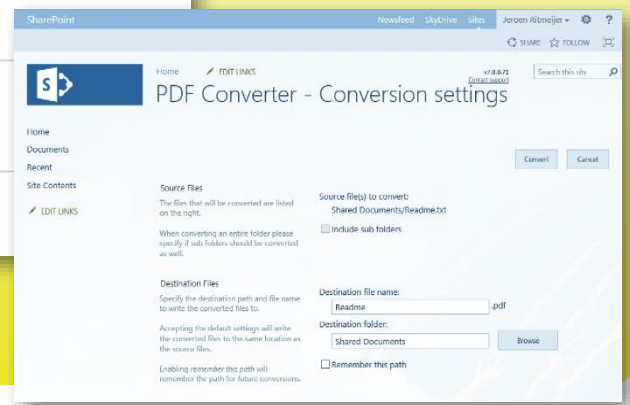 SharePoint
Newsfeed SkyDrive Sites Jeroen Ritmeijer ?
SHARE FOLLOW
S
Home EDIT LINKS
v7.0.0.71
Contact support
Search this site
PDF Converter - Conversion settings
Home
Documents
Recent
Site Contents
EDIT LINKS
Convert Cancel
Source Files
The files that will be converted are listed
on the right.
When converting an entire folder please
specify if sub folders should be converted
as well.
Source file(s) to convert:
Shared Documents/Readme.txt
Include sub folders
Destination Files
Specify the destination path and file name
to write the converted files to.
Accepting the default settings will write
the converted files to the same location as
the source files.
Enabling remember this path will
remember the path for future conversions.
Destination file name:
Readme .pdf
Destination folder:
Shared Documents Browse
Remember this path